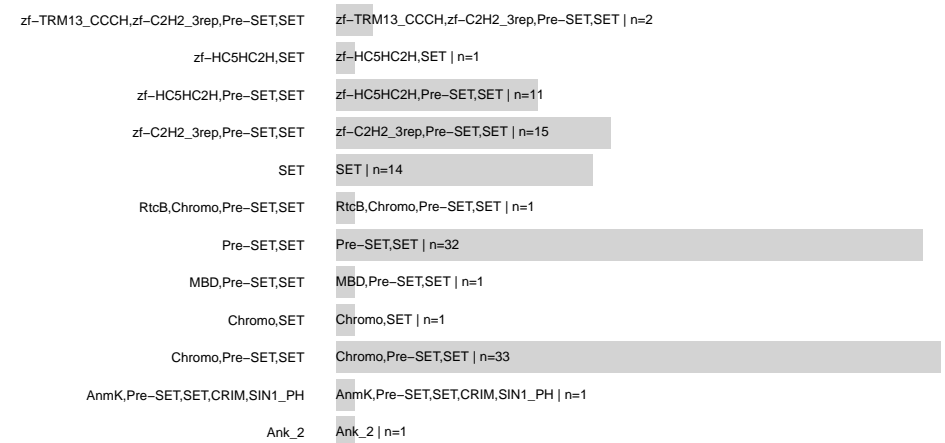 zf−TRM13_CCCH,zf−C2H2_3rep,Pre−SET,SET zf−TRM13_CCCH,zf−C2H2_3rep,Pre−SET,SET | n=2
zf−HC5HC2H,SET zf−HC5HC2H,SET | n=1
zf−HC5HC2H,Pre−SET,SET zf−HC5HC2H,Pre−SET,SET | n=11
zf−C2H2_3rep,Pre−SET,SET zf−C2H2_3rep,Pre−SET,SET | n=15
SET SET | n=14
RtcB,Chromo,Pre−SET,SET RtcB,Chromo,Pre−SET,SET | n=1
Pre−SET,SET Pre−SET,SET | n=32
MBD,Pre−SET,SET MBD,Pre−SET,SET | n=1
Chromo,SET Chromo,SET | n=1
Chromo,Pre−SET,SET Chromo,Pre−SET,SET | n=33
AnmK,Pre−SET,SET,CRIM,SIN1_PH AnmK,Pre−SET,SET,CRIM,SIN1_PH | n=1
Ank_2 Ank_2 | n=1